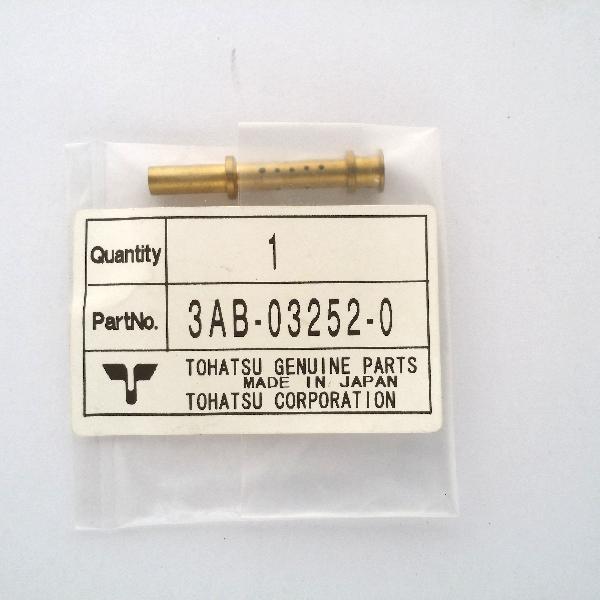 Quantity 1
PartNo. 3AB-03252-0
TOHATSU GENUINE PARTS
MADE IN JAPAN
TOHATSU CORPORATION